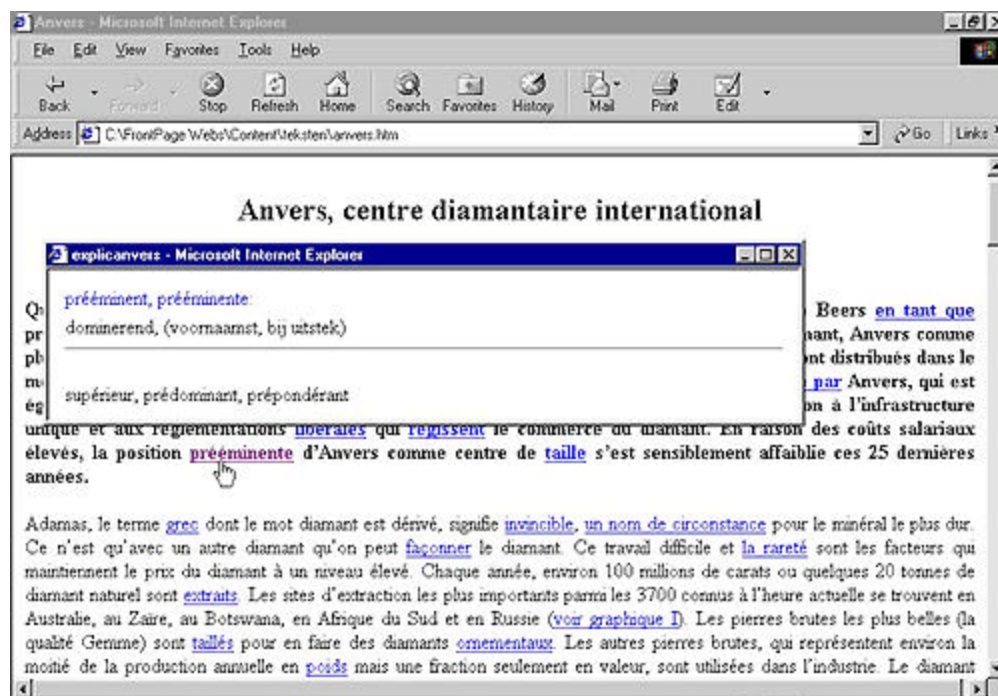 Anvers - Microsoft Internet Explorer
File Edit View Favorites Tools Help
Back Forward Stop Refresh Home Search Favorites History Mail Print Edit
Address C:\FrontPage Webs\Content\teksten\anvers.htm Go Links
Anvers, centre diamantaire international
explicanvers - Microsoft Internet Explorer
prééminent, prééminente:
dominerend, (voornaamst, bij uitstek)
supérieur, prédominant, prépondérant
Beers en tant que
Anvers comme
distribués dans le
par Anvers, qui est
à l'infrastructure
unique et aux réglementations libérales qui régissent le commerce du diamant. En raison des coûts salariaux
élevés, la position prééminente d'Anvers comme centre de taille s'est sensiblement affaiblie ces 25 dernières
années.
Adamas, le terme grec dont le mot diamant est dérivé, signifie invincible, un nom de circonstance pour le minéral le plus dur.
Ce n'est qu'avec un autre diamant qu'on peut façonner le diamant. Ce travail difficile et la rareté sont les facteurs qui
maintiennent le prix du diamant à un niveau élevé. Chaque année, environ 100 millions de carats ou quelques 20 tonnes de
diamant naturel sont extraits. Les sites d'extraction les plus importants parmi les 3700 connus à l'heure actuelle se trouvent en
Australie, au Zaïre, au Botswana, en Afrique du Sud et en Russie (voir graphique I). Les pierres brutes les plus belles (la
qualité Gemme) sont taillés pour en faire des diamants ornementaux. Les autres pierres brutes, qui représentent environ la
moitié de la production annuelle en poids mais une fraction seulement en valeur, sont utilisées dans l'industrie. Le diamant